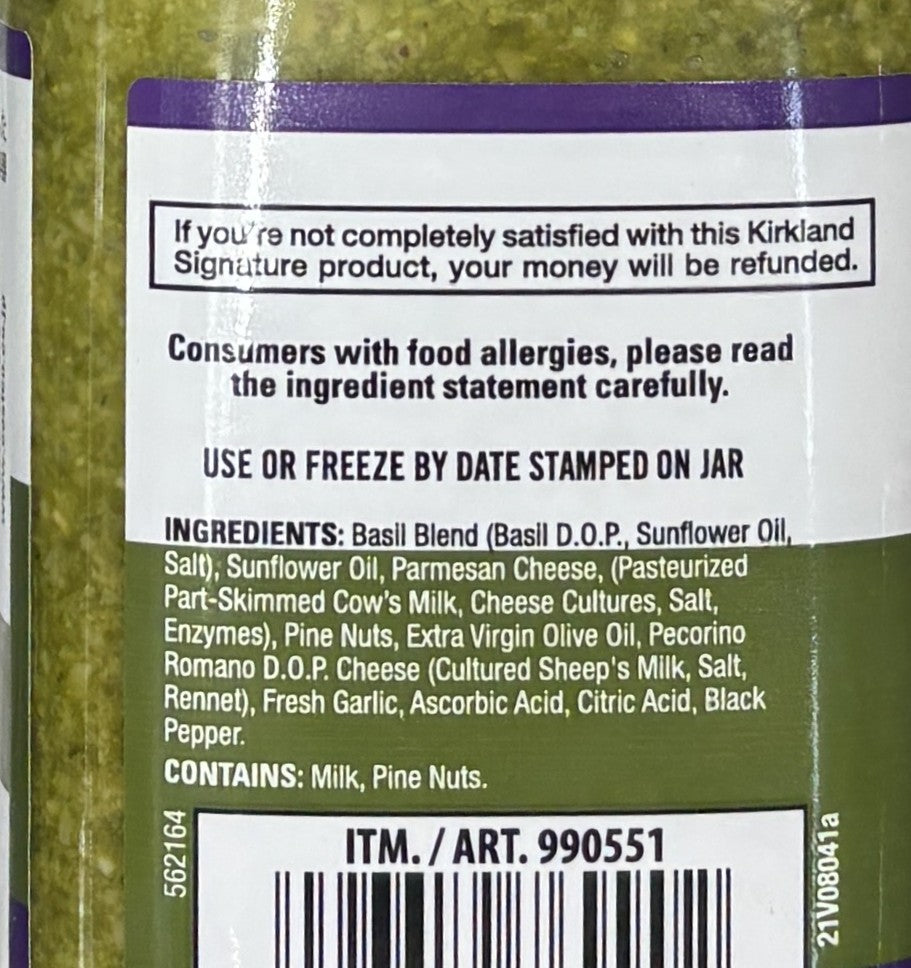 If you're not completely satisfied with this Kirkland
Signature product, your money will be refunded.
Consumers with food allergies, please read
the ingredient statement carefully.
USE OR FREEZE BY DATE STAMPED ON JAR
INGREDIENTS: Basil Blend (Basil D.O.P., Sunflower Oil,
Salt), Sunflower Oil, Parmesan Cheese, (Pasteurized
Part-Skimmed Cow's Milk, Cheese Cultures, Salt,
Enzymes), Pine Nuts, Extra Virgin Olive Oil, Pecorino
Romano D.O.P. Cheese (Cultured Sheep's Milk, Salt,
Rennet), Fresh Garlic, Ascorbic Acid, Citric Acid, Black
Pepper.
CONTAINS: Milk, Pine Nuts.
562164
ITM. / ART. 990551
21V08041a